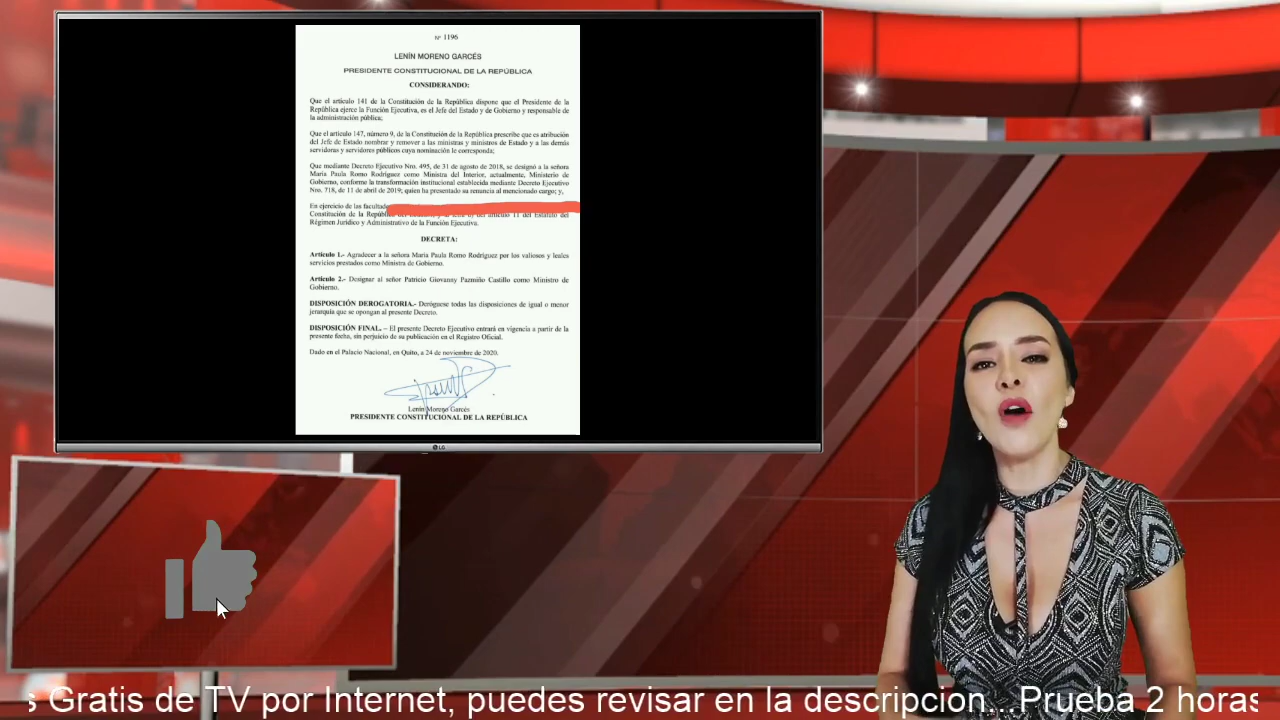 Nº 1196
LENÍN MORENO GARCÉS
PRESIDENTE CONSTITUCIONAL DE LA REPÚBLICA
CONSIDERANDO:
Que el artículo 141 de la Constitución de la República dispone que el Presidente de la
República ejerce la Función Ejecutiva, es el Jefe del Estado y de Gobierno y responsable de
la administración pública;
Que el artículo 147, número 9, de la Constitución de la República prescribe que es atribución
del Jefe de Estado nombrar y remover a las ministras y ministros de Estado y a las demás
servidoras y servidores públicos cuya nominación le corresponda;
Que mediante Decreto Ejecutivo Nro. 495, de 31 de agosto de 2018, se designó a la señora
María Paula Romo Rodríguez como Ministra del Interior, actualmente, Ministerio de
Gobierno, conforme la transformación institucional establecida mediante Decreto Ejecutivo
Nro. 718, de 11 de abril de 2019; quien ha presentado su renuncia al mencionado cargo; y,
En ejercicio de las
Constitución de la del artículo 11 del Estatuto del
Régimen Jurídico y Administrativo de la Función Ejecutiva.
DECRETA:
Artículo 1.- Agradecer a la señora María Paula Romo Rodríguez por los valiosos y leales
servicios prestados como Ministra de Gobierno.
Artículo 2.- Designar al señor Patricio Giovanny Pazmiño Castillo como Ministro de
Gobierno.
DISPOSICIÓN DEROGATORIA.- Deróguese todas las disposiciones de igual o menor
jerarquía que se opongan al presente Decreto.
DISPOSICIÓN FINAL. – El presente Decreto Ejecutivo entrará en vigencia a partir de la
presente fecha, sin perjuicio de su publicación en el Registro Oficial.
Dado en el Palacio Nacional, en Quito, a 24 de noviembre de 2020.
Lenín Moreno Garcés
PRESIDENTE CONSTITUCIONAL DE LA REPÚBLICA
LG
s Gratis de TV por Internet, puedes revisar en la descripcion...Prueba 2 horas